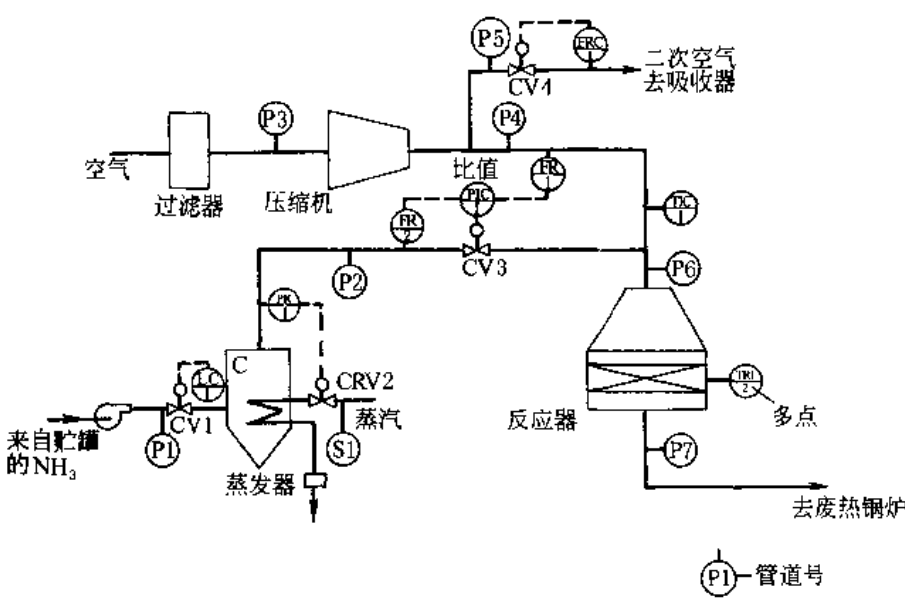 P5
FRC
CV4
二次空气
去吸收器
P3
P4
空气
过滤器
压缩机
比值
FR
1
FR
2
CV3
P2
P6
C
LC
1
CRV2
蒸汽
来自贮罐
的NH₃
P1
CV1
S1
蒸发器
反应器
TRI
2
多点
P7
去废热锅炉
P1
管道号